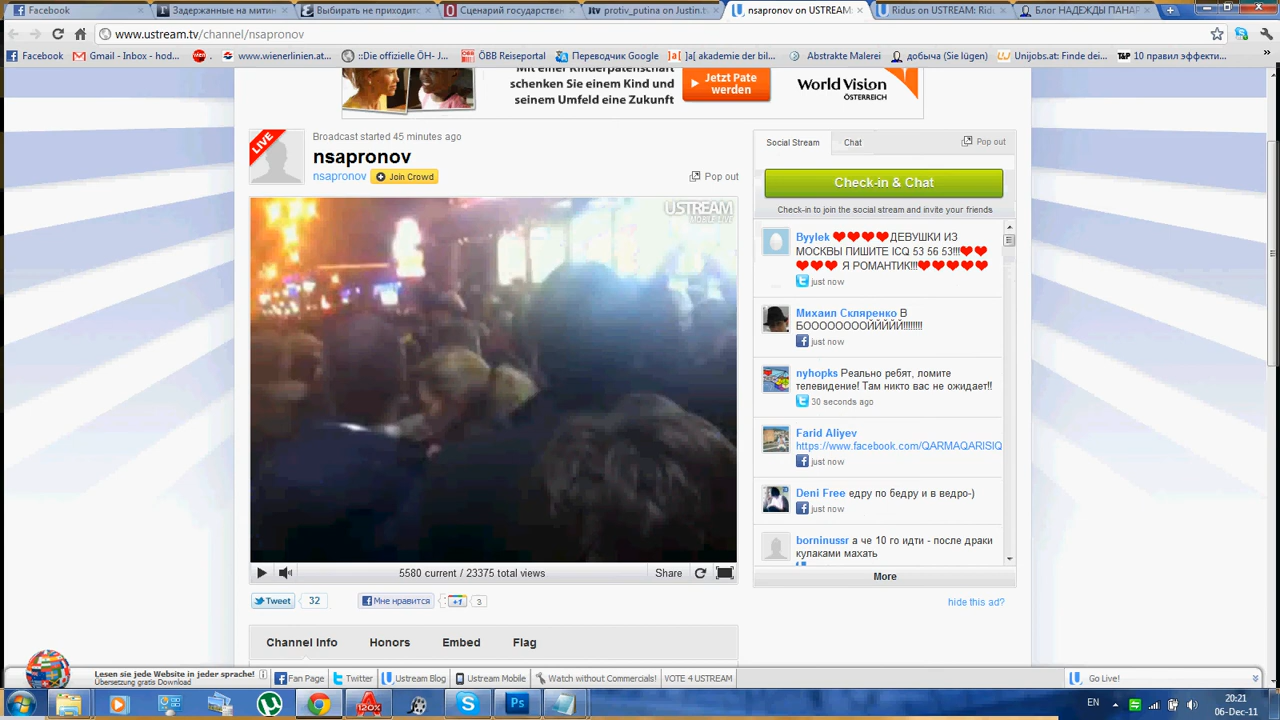 Facebook
Задержанные на митин
Выбирать не приходитс
Сценарий государствен
protiv_putina on Justin.tv
nsapronov on USTREAM:
Ridus on USTREAM: Rid
Блог НАДЕЖДЫ ПАНАР
www.ustream.tv/channel/nsapronov
Facebook
Gmail - Inbox - hod...
www.wienerlinien.at...
::Die offizielle ÖH- J...
ÖBB Reiseportal
Переводчик Google
]a[ akademie der bil...
Abstrakte Malerei
добыча (Sie lügen)
Unijobs.at: Finde dei...
10 правил эффекти...
Mit einer Kinderpatenschaft
schenken Sie einem Kind und
seinem Umfeld eine Zukunft
Jetzt Pate
werden
World Vision
ÖSTERREICH
LIVE
Broadcast started 45 minutes ago
nsapronov
nsapronov
Join Crowd
Pop out
USTREAM
Social Stream
Chat
Pop out
Check-in & Chat
Check-in to join the social stream and invite your friends
Byylek ❤❤❤❤ДЕВУШКИ ИЗ
МОСКВЫ ПИШИТЕ ICQ 53 56 53!!!❤❤
❤❤❤ Я РОМАНТИК!!!❤❤❤❤❤
just now
Михаил Скляренко В
БОООООООOЙЙЙЙЙ!!!!!!!!
just now
nyhopks Реально ребят, ломите
телевидение! Там никто вас не ожидает!!
30 seconds ago
Farid Aliyev
https://www.facebook.com/QARMAQARISIQ
just now
Deni Free едру по бедру и в ведро-)
just now
borninussr а че 10 го идти - после драки
кулаками махать
More
hide this ad?
5580 current / 23375 total views
Share
Tweet
32
Мне нравится
+1
3
Channel Info
Honors
Embed
Flag
Lesen sie jede Website in jeder sprache!
Übersetzung gratis Download
Fan Page
Twitter
Ustream Blog
Ustream Mobile
Watch without Commercials!
VOTE 4 USTREAM
Go Live!
EN
20:21
06-Dec-11